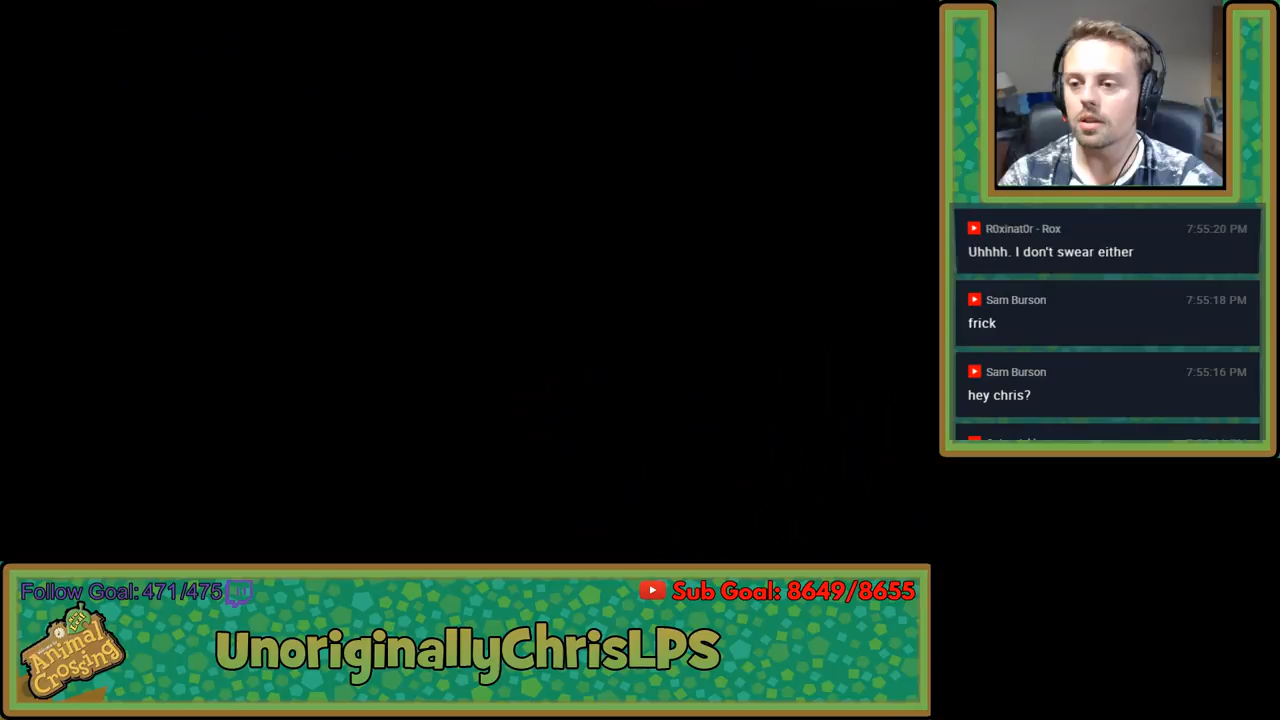 R0xinat0r - Rox 7:55:20 PM
Uhhhh. I don't swear either
Sam Burson 7:55:18 PM
frick
Sam Burson 7:55:16 PM
hey chris?
Follow Goal: 471/475
Sub Goal: 8649/8655
Animal
Crossing
UnoriginallyChrisLPS